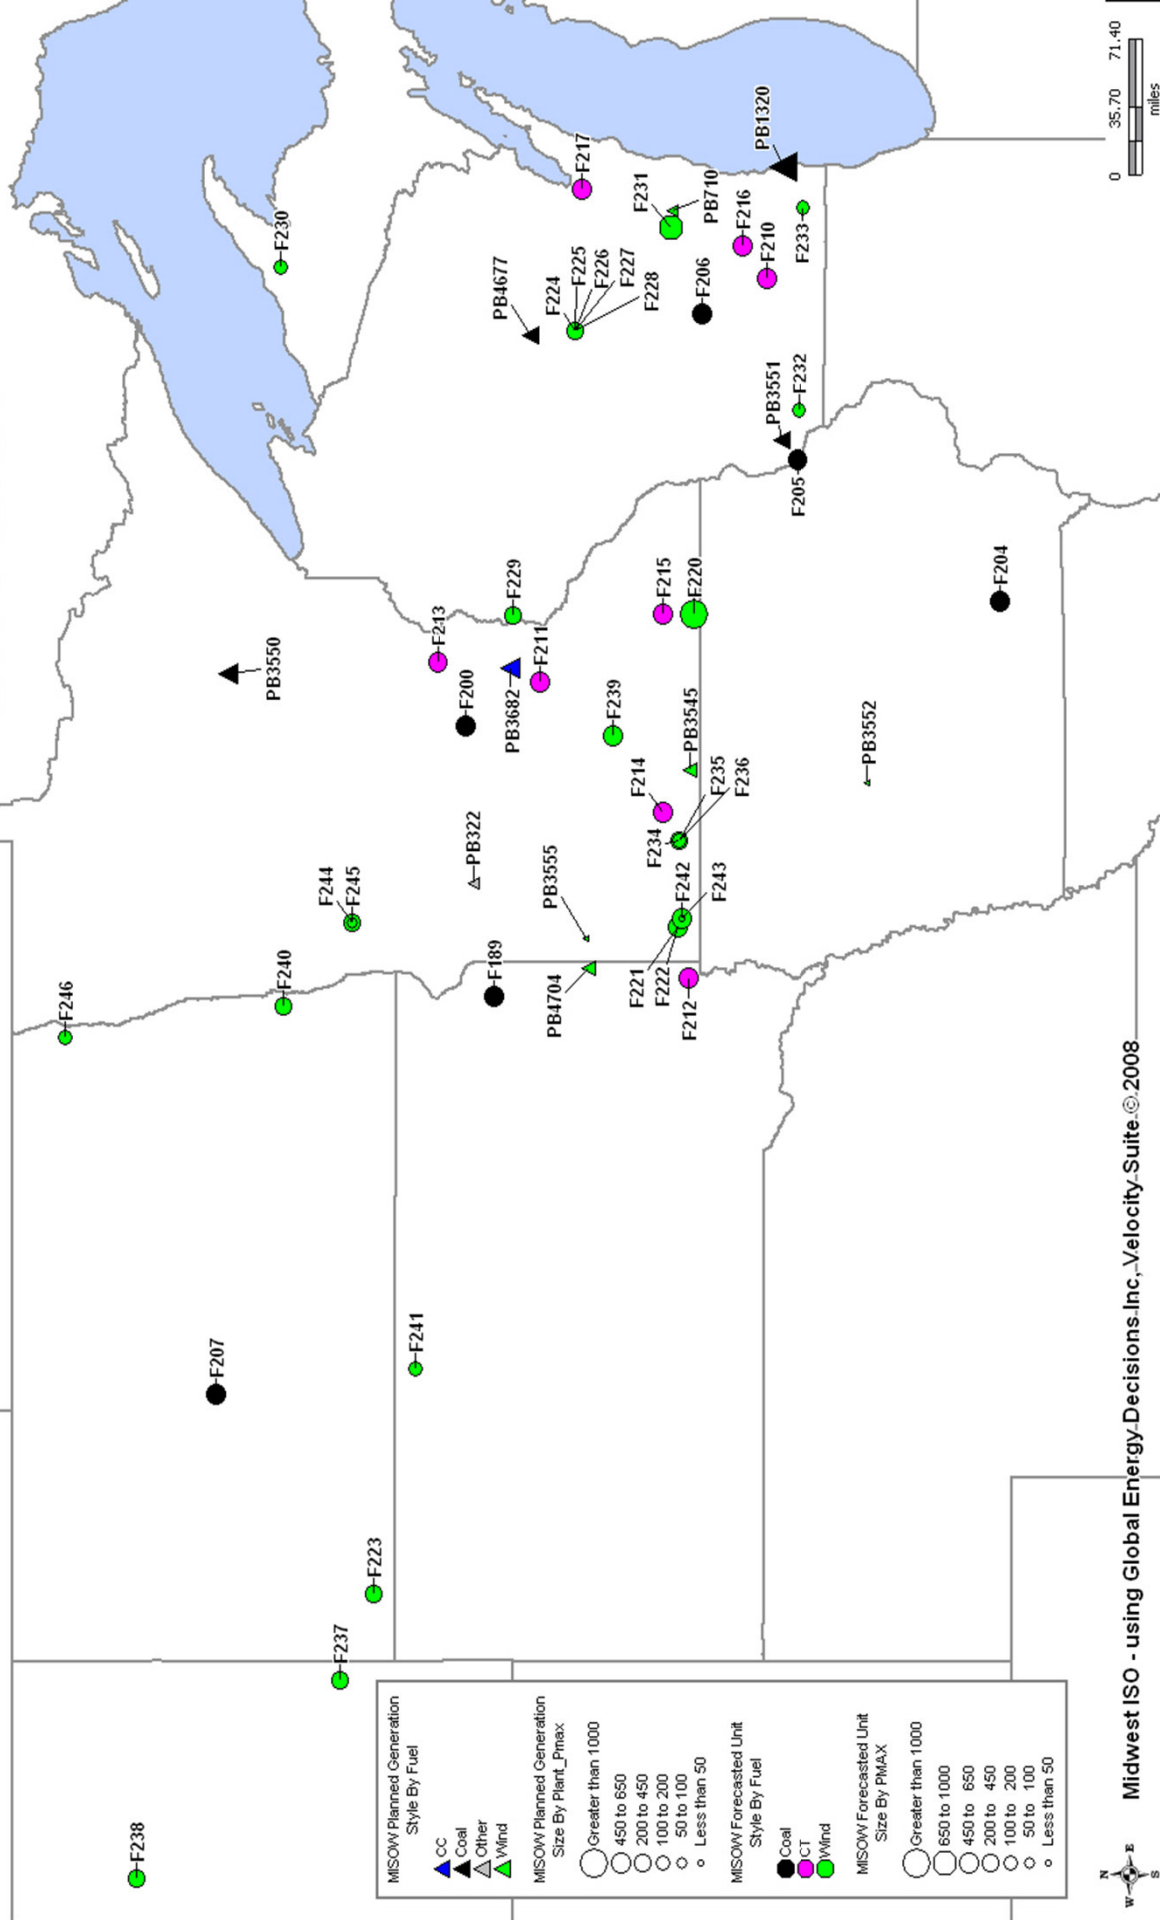 F246
F238
F207
F240
PB3550
F230
F237
F244
F245
F223
F241
F213
F200
PB322
F189
PB4677
PB3682
F229
F211
PB3555
PB4704
F224
F225
F226
F227
F228
F217
F239
F214
F215
F231
F221
F222
F234
F242
F212
PB3545
F220
F206
PB710
F235
F243
F236
F216
F210
PB1320
PB3551
F205
F232
F233
PB3552
F204
MISOW Planned Generation
Style By Fuel
CC
Coal
Other
Wind
MISOW Planned Generation
Size By Plant_Pmax
Greater than 1000
450 to 650
200 to 450
100 to 200
50 to 100
Less than 50
MISOW Forecasted Unit
Style By Fuel
Coal
CT
Wind
MISOW Forecasted Unit
Size By PMAX
Greater than 1000
650 to 1000
450 to 650
200 to 450
100 to 200
50 to 100
Less than 50
N
W E
S
Midwest ISO - using Global Energy Decisions Inc, Velocity Suite © 2008
0 35.70 71.40
miles